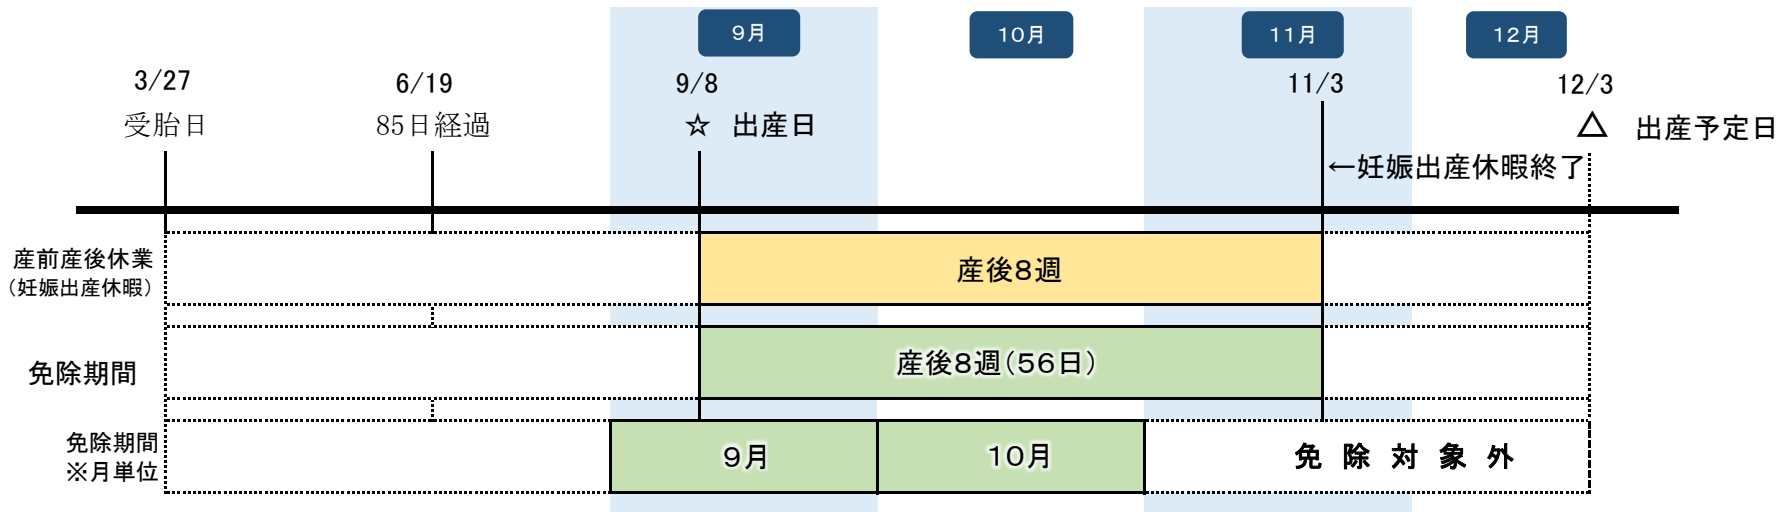 9月
10月
11月
12月
3/27
6/19
9/8
11/3
12/3
受胎日
85日経過
☆ 出産日
△ 出産予定日
←妊娠出産休暇終了
産前産後休業
（妊娠出産休暇）
産後8週
免除期間
産後8週（56日）
免除期間
※月単位
9月
10月
免除対象外